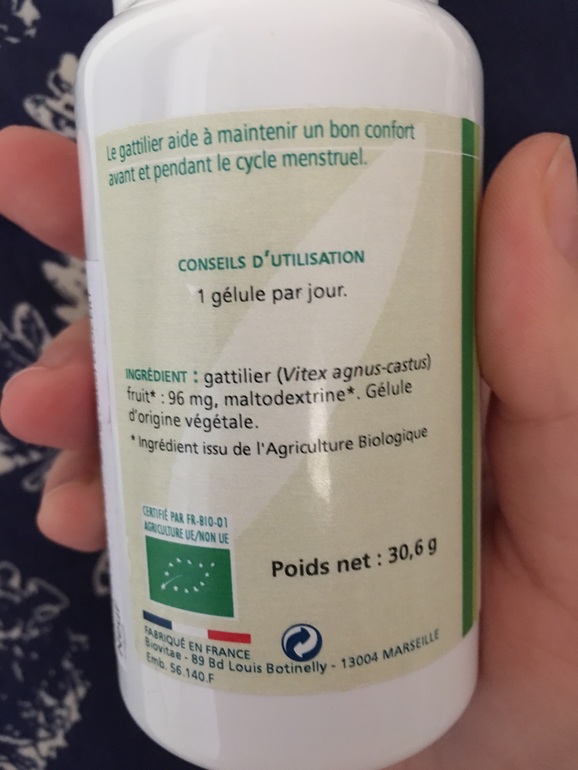 Le gattilier aide à maintenir un bon confort
avant et pendant le cycle menstruel.
CONSEILS D'UTILISATION
1 gélule par jour.
INGRÉDIENT : gattilier (Vitex agnus-castus)
fruit* : 96 mg, maltodextrine*. Gélule
d'origine végétale.
* Ingrédient issu de l'Agriculture Biologique
CERTIFIÉ PAR FR-BIO-01
AGRICULTURE UE/NON UE
Poids net : 30,6 g
FABRIQUÉ EN FRANCE
Biovitae - 89 Bd Louis Botinelly - 13004 MARSEILLE
Emb. 56.140.F